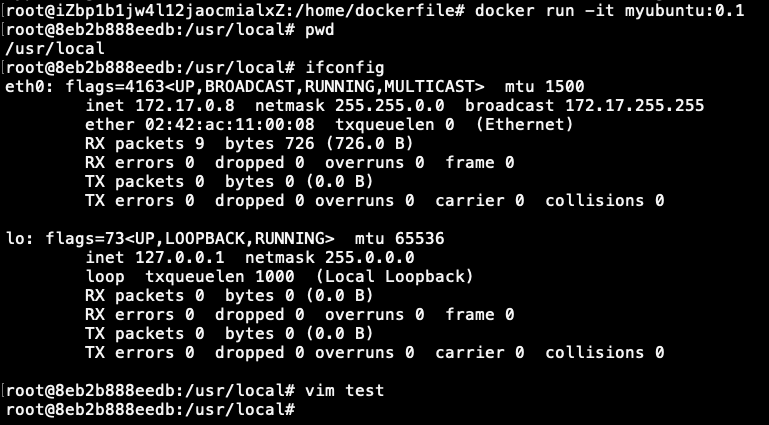 [root@iZbp1b1jw4l12jaocmialxZ:/home/dockerfile# docker run -it myubuntu:0.1
[root@8eb2b888eedb:/usr/local# pwd
/usr/local
[root@8eb2b888eedb:/usr/local# ifconfig
eth0: flags=4163<UP,BROADCAST,RUNNING,MULTICAST>  mtu 1500
        inet 172.17.0.8  netmask 255.255.0.0  broadcast 172.17.255.255
        ether 02:42:ac:11:00:08  txqueuelen 0  (Ethernet)
        RX packets 9  bytes 726 (726.0 B)
        RX errors 0  dropped 0  overruns 0  frame 0
        TX packets 0  bytes 0 (0.0 B)
        TX errors 0  dropped 0 overruns 0  carrier 0  collisions 0

lo: flags=73<UP,LOOPBACK,RUNNING>  mtu 65536
        inet 127.0.0.1  netmask 255.0.0.0
        loop  txqueuelen 1000  (Local Loopback)
        RX packets 0  bytes 0 (0.0 B)
        RX errors 0  dropped 0  overruns 0  frame 0
        TX packets 0  bytes 0 (0.0 B)
        TX errors 0  dropped 0 overruns 0  carrier 0  collisions 0

[root@8eb2b888eedb:/usr/local# vim test
root@8eb2b888eedb:/usr/local#